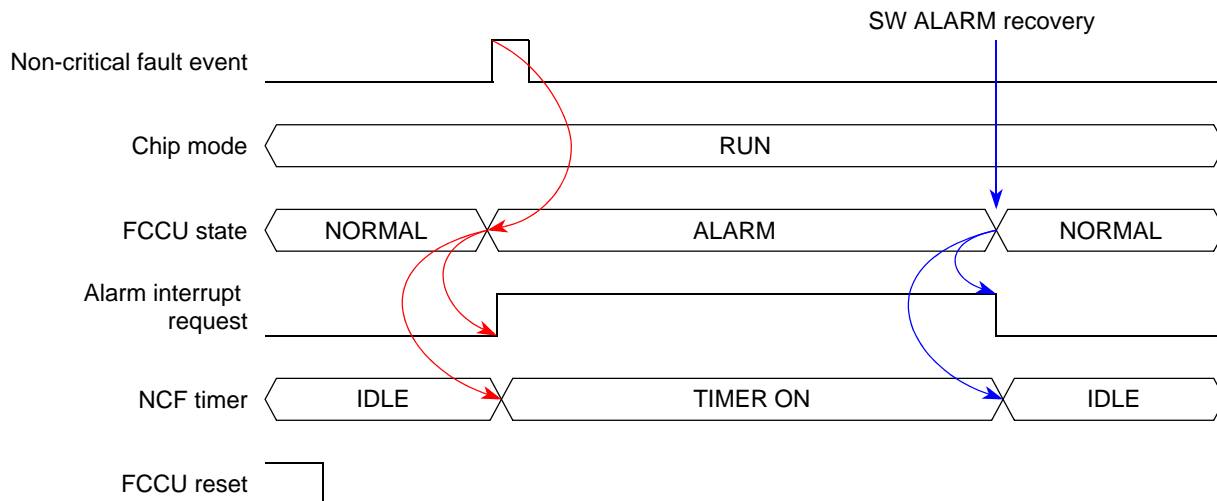 SW ALARM recovery
Non-critical fault event
Chip mode
RUN
FCCU state
NORMAL
ALARM
NORMAL
Alarm interrupt
request
NCF timer
IDLE
TIMER ON
IDLE
FCCU reset